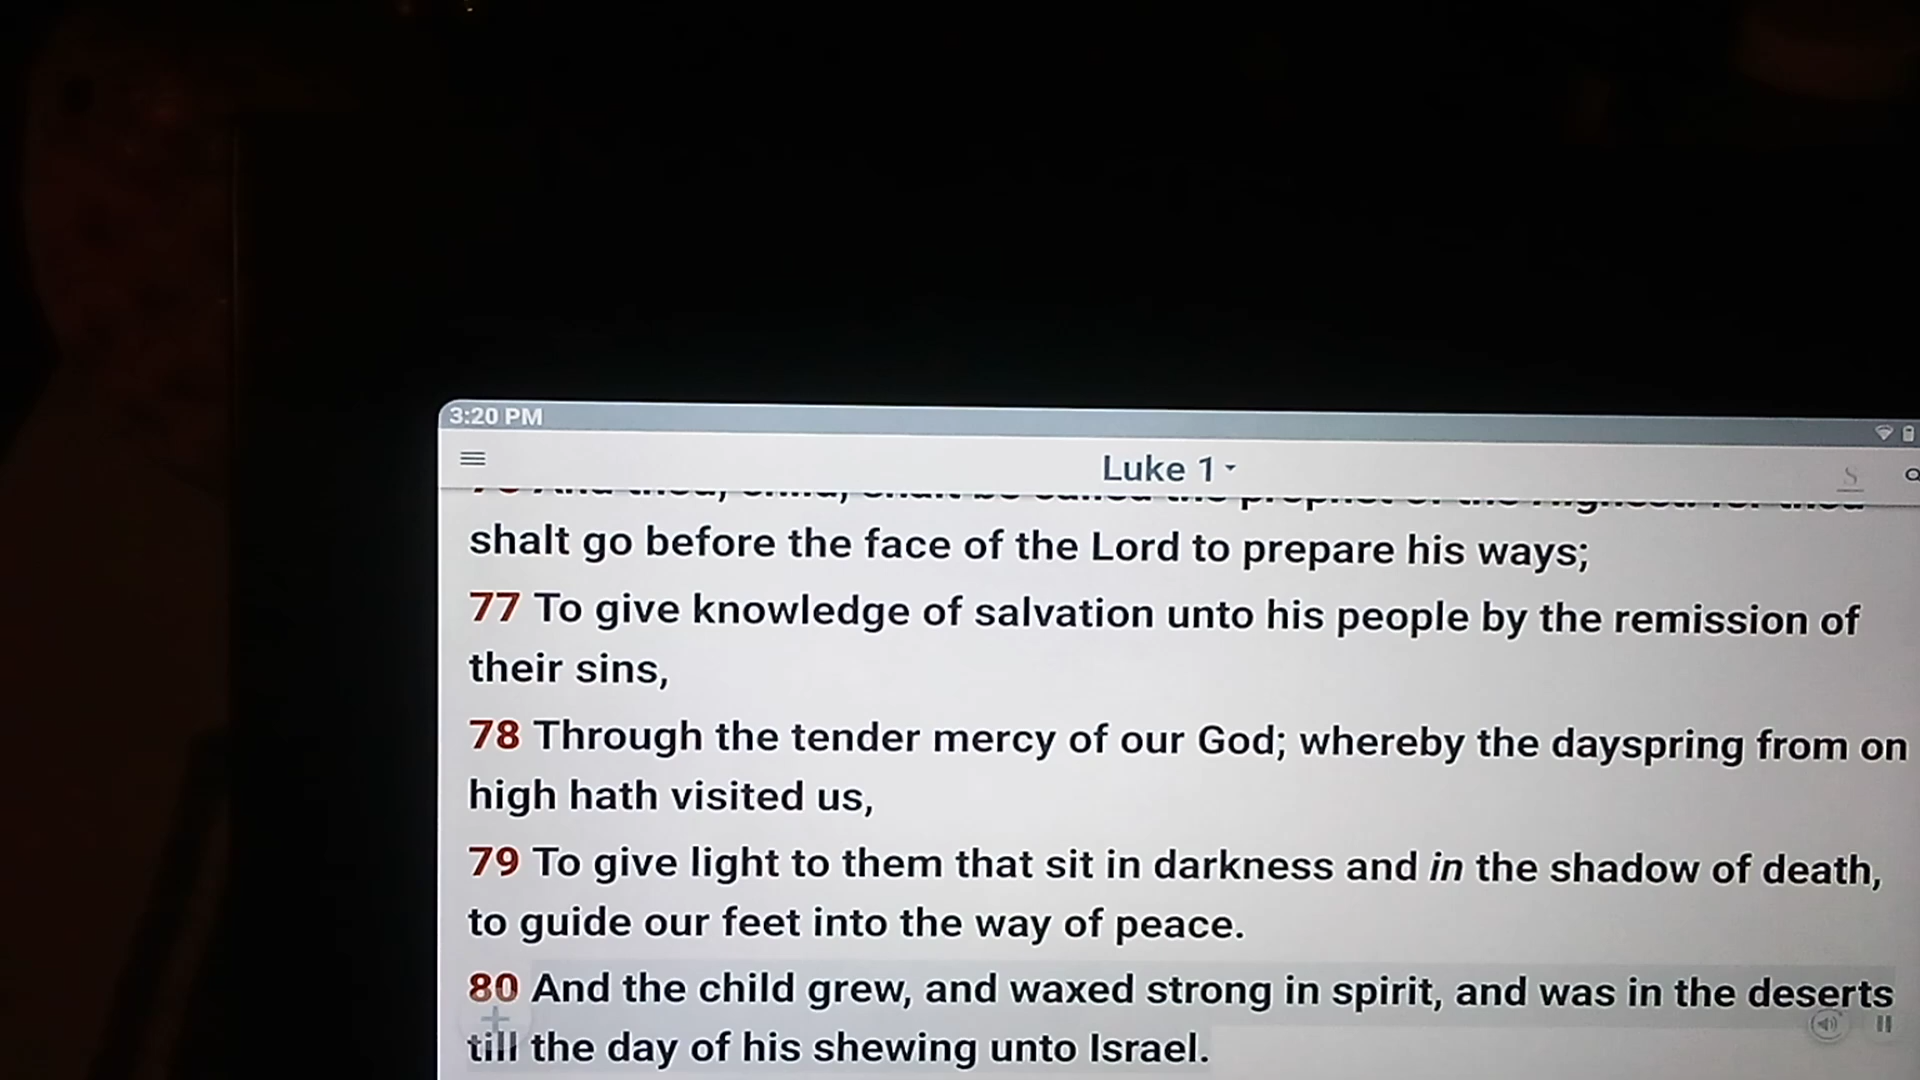 3:20 PM
Luke 1
shalt go before the face of the Lord to prepare his ways;
77 To give knowledge of salvation unto his people by the remission of
their sins,
78 Through the tender mercy of our God; whereby the dayspring from on
high hath visited us,
79 To give light to them that sit in darkness and in the shadow of death,
to guide our feet into the way of peace.
80 And the child grew, and waxed strong in spirit, and was in the deserts
till the day of his shewing unto Israel.